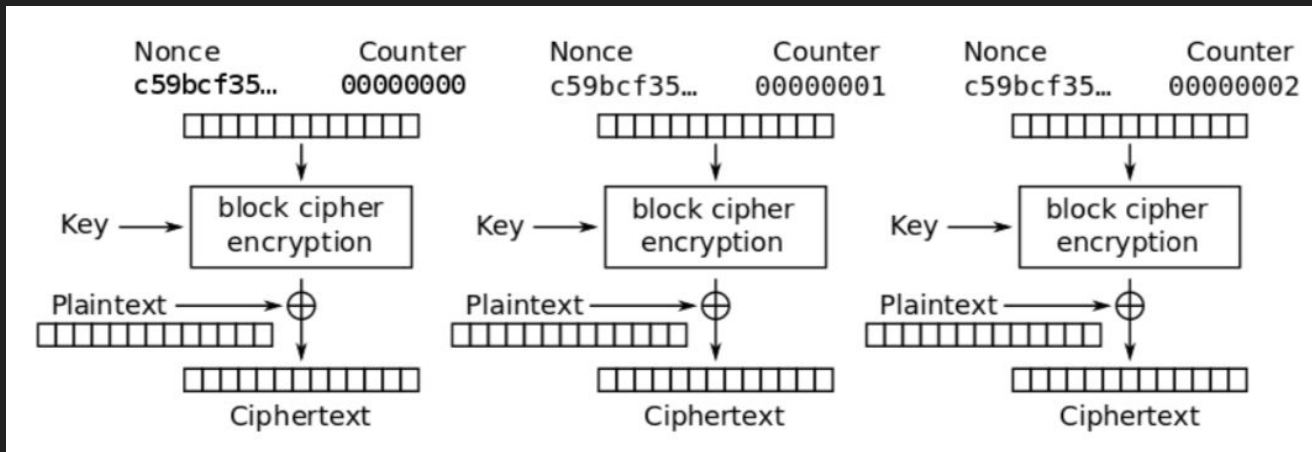 Nonce Counter Nonce Counter Nonce Counter
c59bcf35… 00000000 c59bcf35… 00000001 c59bcf35… 00000002
Key block cipher encryption Key block cipher encryption Key block cipher encryption
Plaintext Plaintext Plaintext
Ciphertext Ciphertext Ciphertext